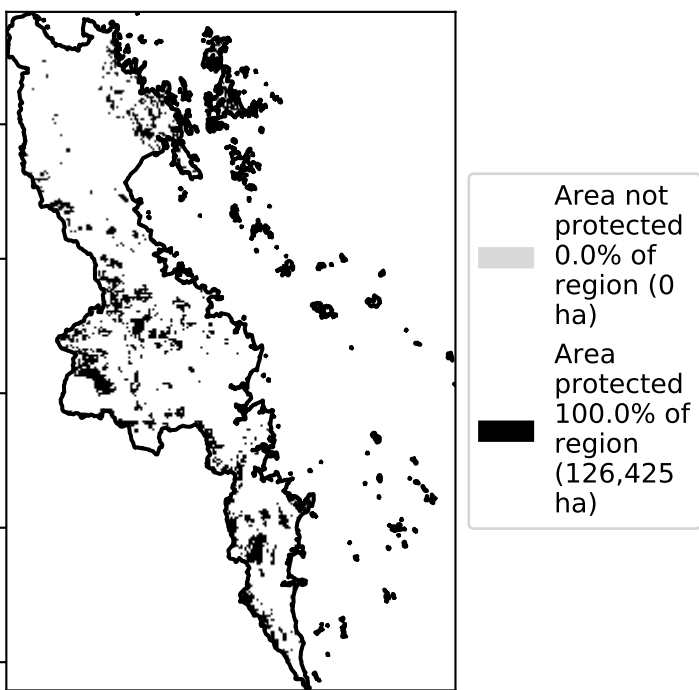 Area not
protected
0.0% of
region (0
ha)
Area
protected
100.0% of
region
(126,425
ha)